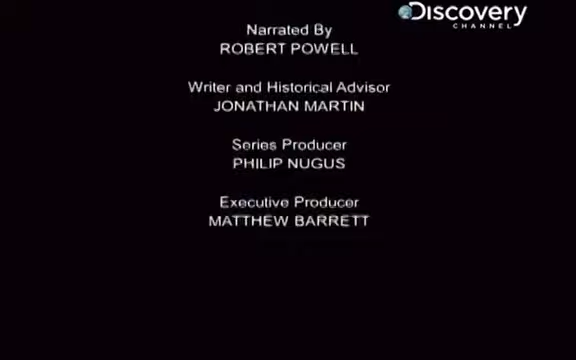 Discovery
CHANNEL
Narrated By
ROBERT POWELL
Writer and Historical Advisor
JONATHAN MARTIN
Series Producer
PHILIP NUGUS
Executive Producer
MATTHEW BARRETT